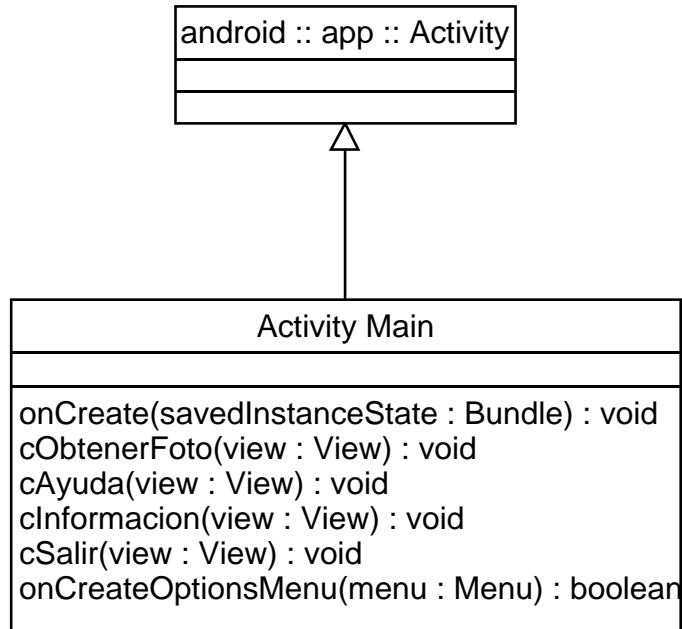 android :: app :: Activity
Activity Main
onCreate(savedInstanceState : Bundle) : void
cObtenerFoto(view : View) : void
cAyuda(view : View) : void
cInformacion(view : View) : void
cSalir(view : View) : void
onCreateOptionsMenu(menu : Menu) : boolean